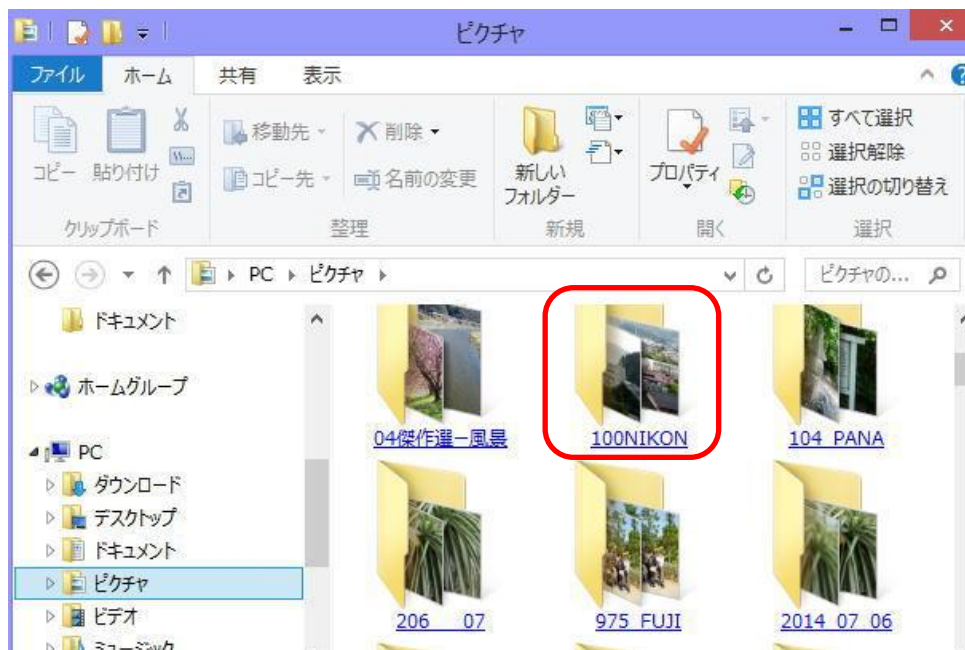 ピクチャ
ファイル ホーム 共有 表示
コピー 貼り付け
移動先
コピー先
削除
名前の変更
新しい
フォルダー
プロパティ
すべて選択
選択解除
選択の切り替え
クリップボード 整理 新規 開く 選択
PC ピクチャ
ピクチャの...
ドキュメント
ホームグループ
PC
ダウンロード
デスクトップ
ドキュメント
ピクチャ
ビデオ
ミュージック
04傑作選－風景 100NIKON 104_PANA
206__07 975_FUJI 2014_07_06